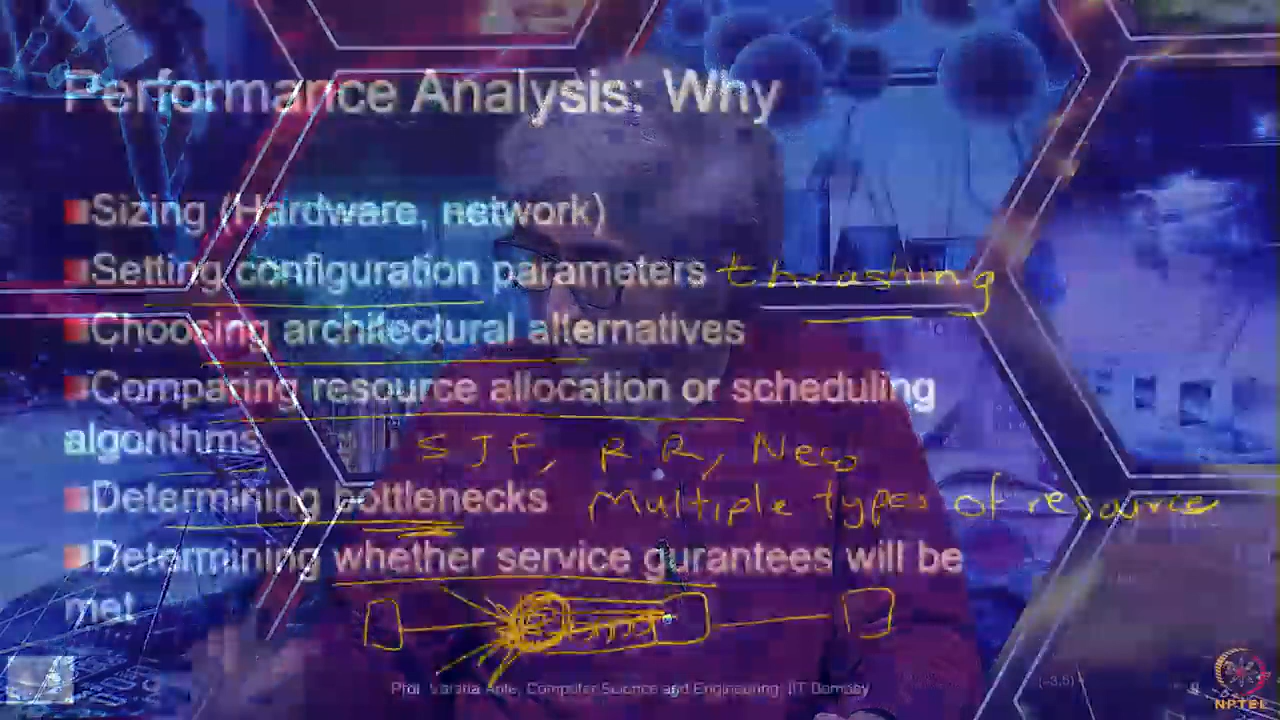 Performance Analysis: Why
Sizing (Hardware, network)
Setting configuration parameters thrashing
Choosing architectural alternatives
Comparing resource allocation or scheduling
algorithms SJF, RR, New
Determining bottlenecks Multiple types of resource
Determining whether service gurantees will be
met
Prof. Varsha Apte, Computer Science and Engineering, IIT Bombay
NPTEL